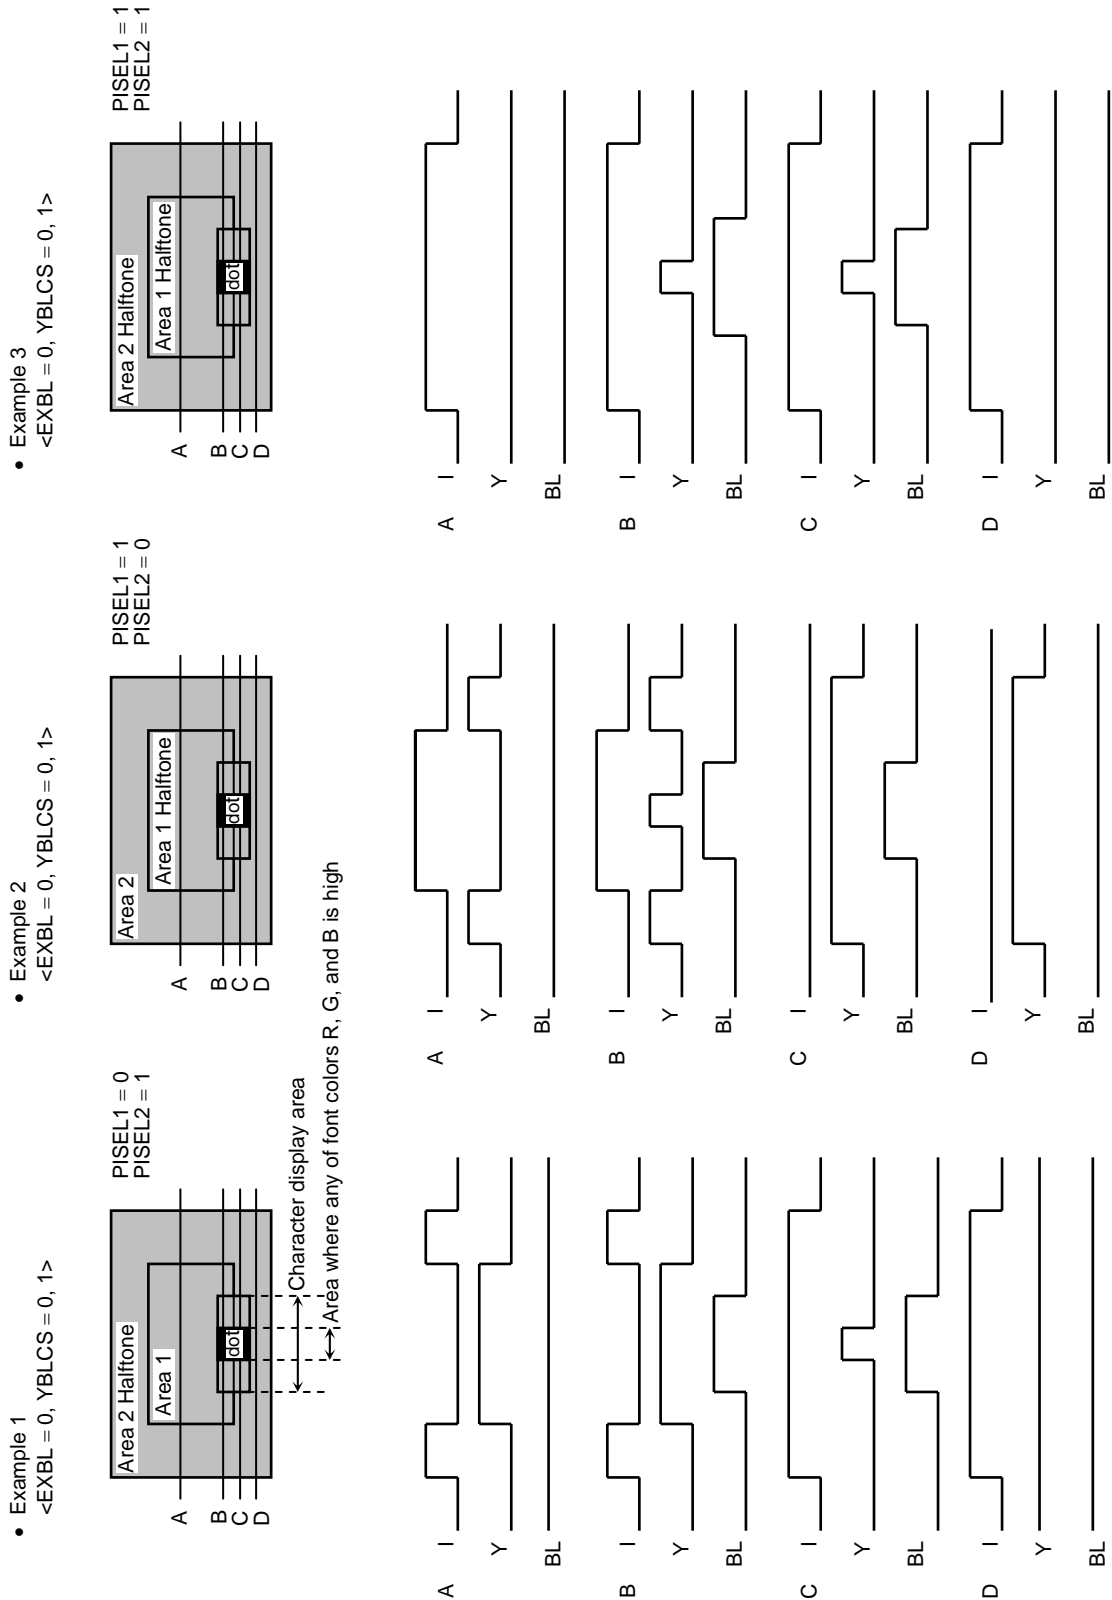 • Example 1
<EXBL = 0, YBLCS = 0, 1>
PISEL1 = 0
PISEL2 = 1
Area 2 Halftone
Area 1
dot
A
B
C
D
Character display area
Area where any of font colors R, G, and B is high
A
I
Y
BL
B
I
Y
BL
C
I
Y
BL
D
I
Y
BL
• Example 2
<EXBL = 0, YBLCS = 0, 1>
PISEL1 = 1
PISEL2 = 0
Area 2
Area 1 Halftone
dot
A
B
C
D
A
I
Y
BL
B
I
Y
BL
C
I
Y
BL
D
I
Y
BL
• Example 3
<EXBL = 0, YBLCS = 0, 1>
PISEL1 = 1
PISEL2 = 1
Area 2 Halftone
Area 1 Halftone
dot
A
B
C
D
A
I
Y
BL
B
I
Y
BL
C
I
Y
BL
D
I
Y
BL